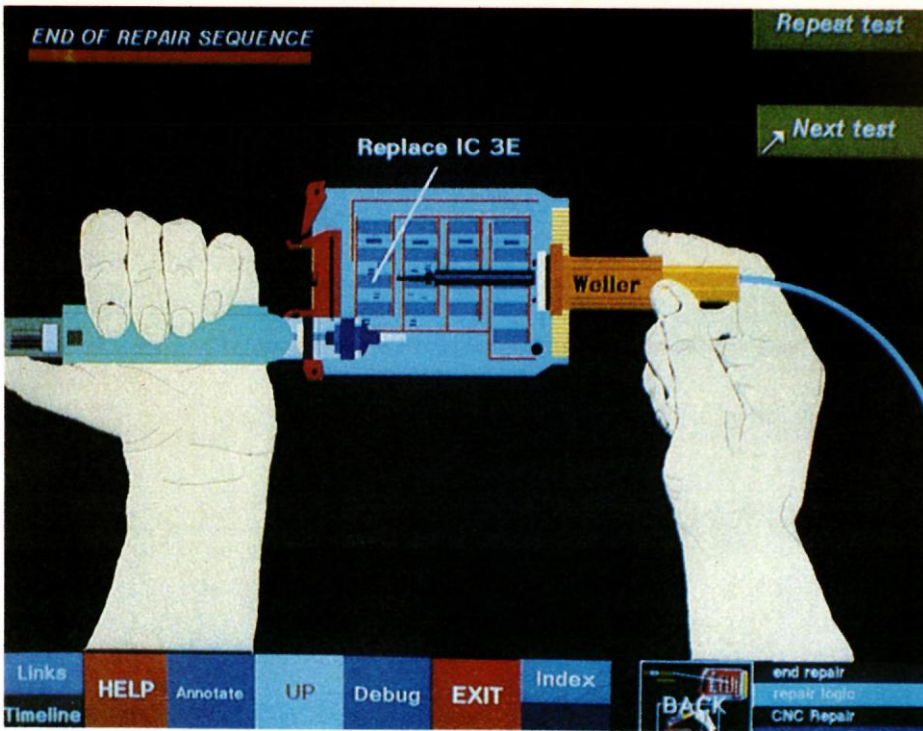 END OF REPAIR SEQUENCE
Repeat test
Next test
Replace IC 3E
Weller
Links
Timeline
HELP
Annotate
UP
Debug
EXIT
Index
BACK
end repair
repair logic
CNC Repair